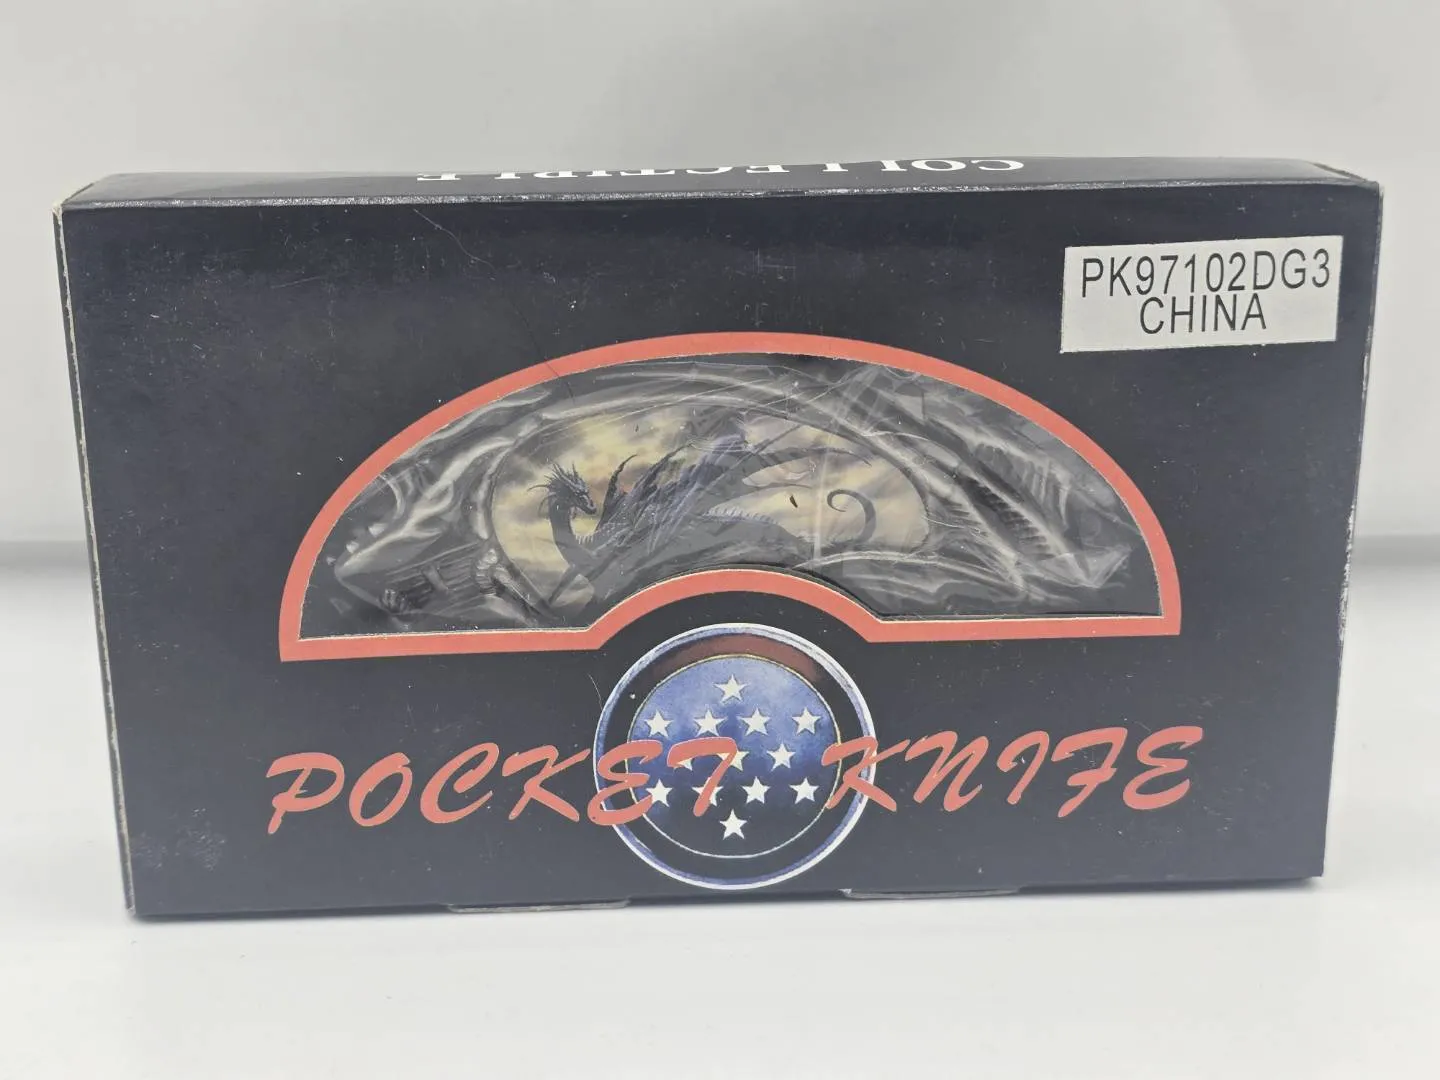 COLLECTIBLE
PK97102DG3
CHINA
POCKET KNIFE